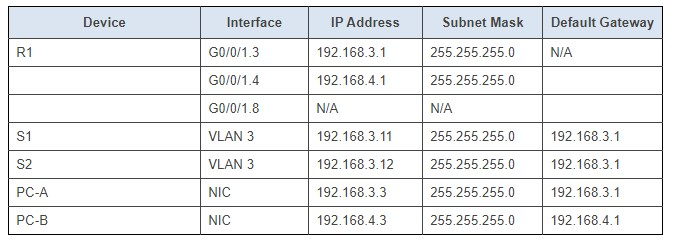 Device Interface IP Address Subnet Mask Default Gateway
R1 G0/0/1.3 192.168.3.1 255.255.255.0 N/A
G0/0/1.4 192.168.4.1 255.255.255.0
G0/0/1.8 N/A N/A
S1 VLAN 3 192.168.3.11 255.255.255.0 192.168.3.1
S2 VLAN 3 192.168.3.12 255.255.255.0 192.168.3.1
PC-A NIC 192.168.3.3 255.255.255.0 192.168.3.1
PC-B NIC 192.168.4.3 255.255.255.0 192.168.4.1